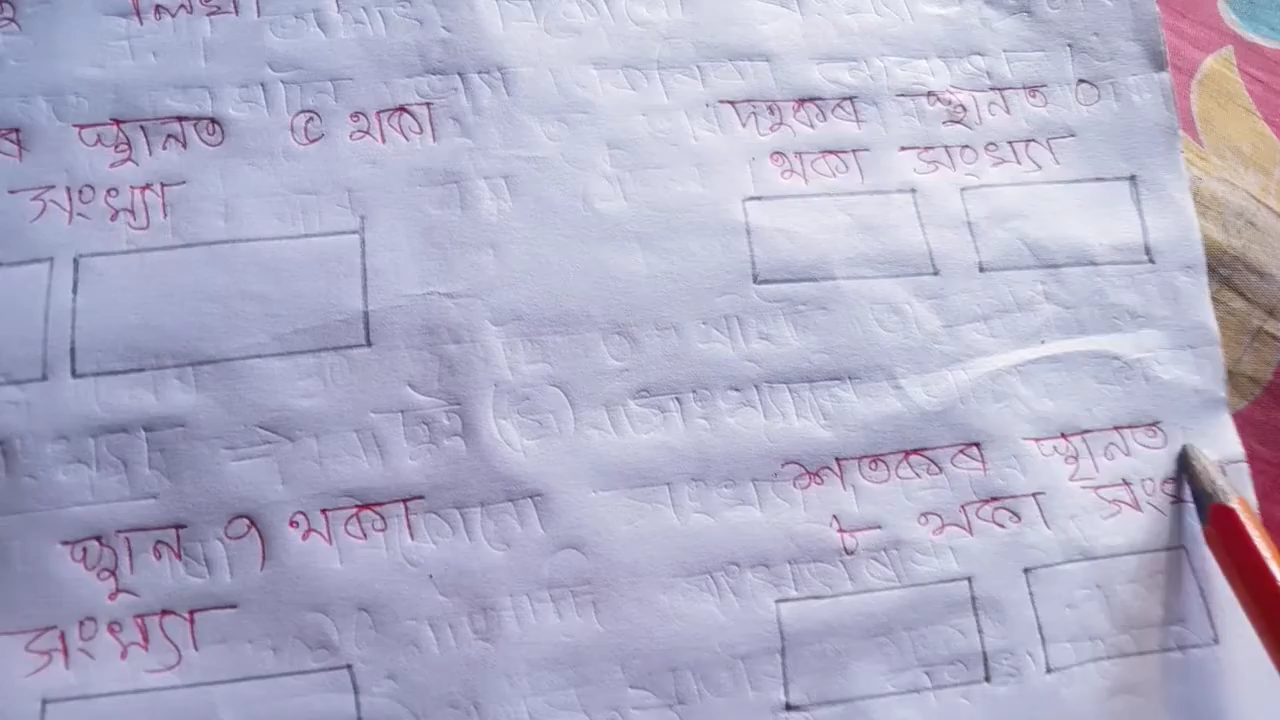 লিখা
ৰ স্থানত ৫ থকা
সংখ্যা
দহকৰ স্থানত ০
থকা সংখ্যা
স্থান ৭ থকা
সংখ্যা
শতকৰ স্থানত
৮ থকা